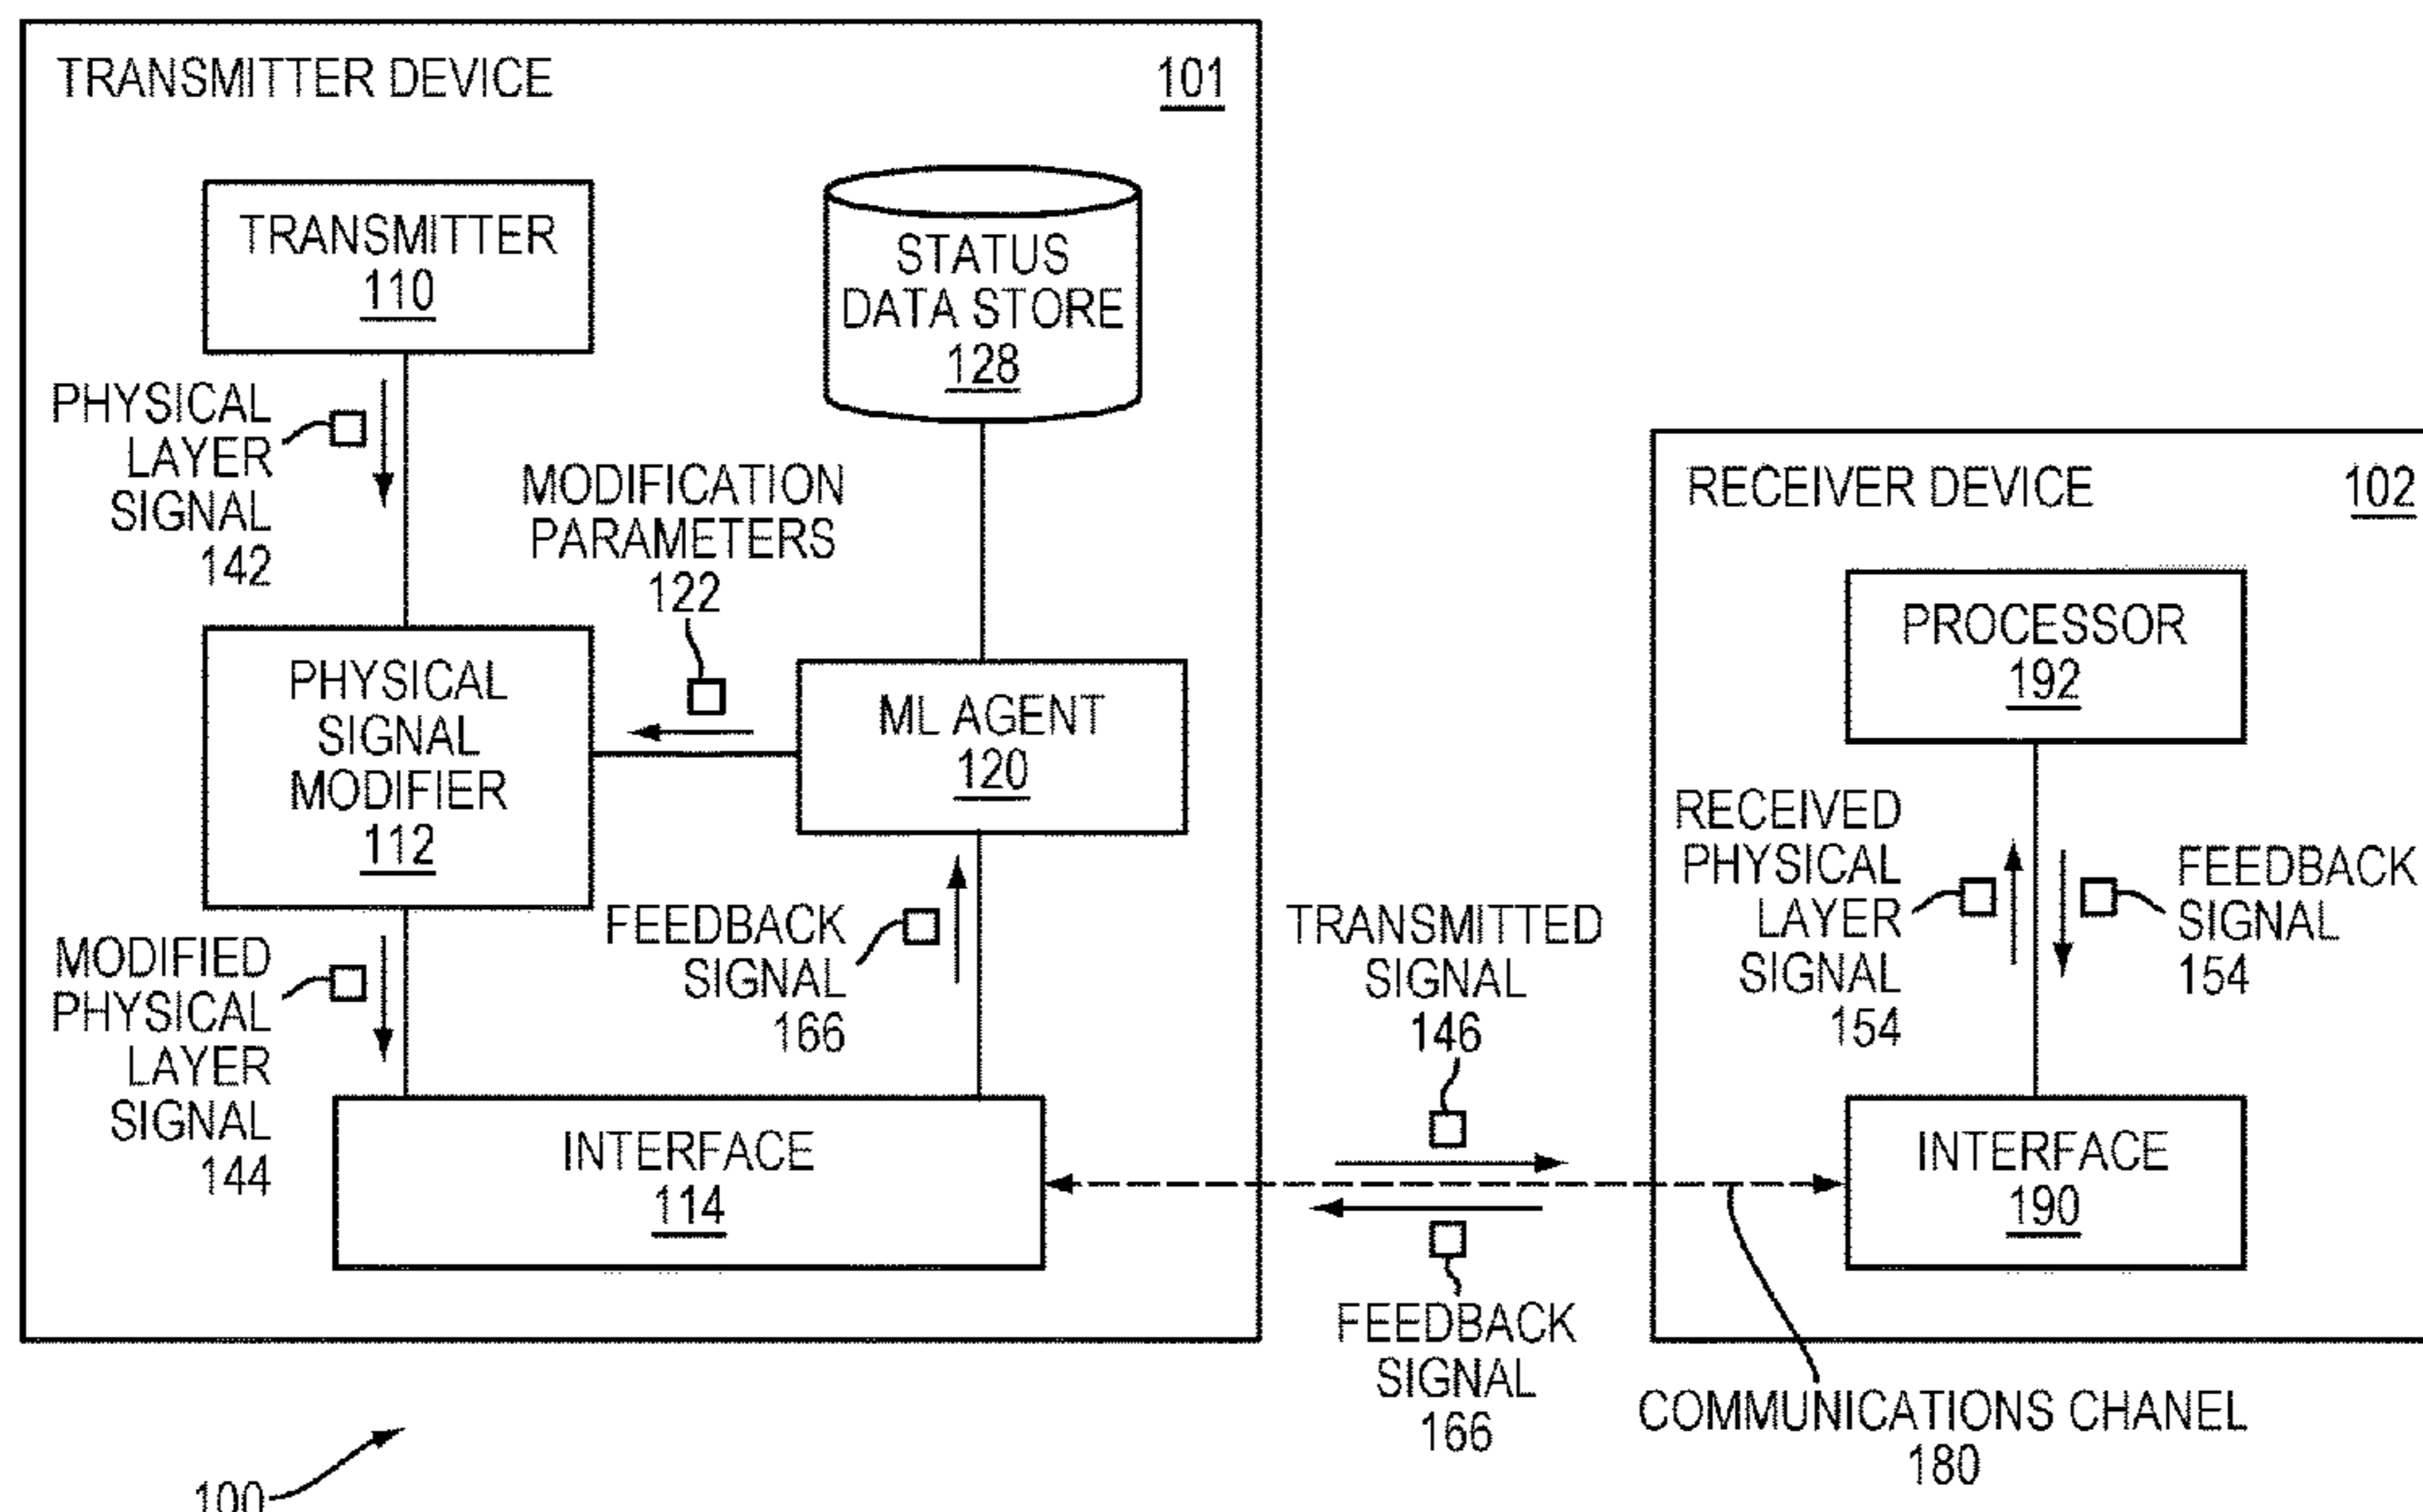 TRANSMITTER DEVICE
101
TRANSMITTER
110
STATUS
DATA STORE
128
PHYSICAL
LAYER
SIGNAL
142
MODIFICATION
PARAMETERS
122
PHYSICAL
SIGNAL
MODIFIER
112
ML AGENT
120
MODIFIED
PHYSICAL
LAYER
SIGNAL
144
FEEDBACK
SIGNAL
166
INTERFACE
114
TRANSMITTED
SIGNAL
146
FEEDBACK
SIGNAL
166
RECEIVER DEVICE
102
PROCESSOR
192
RECEIVED
PHYSICAL
LAYER
SIGNAL
154
FEEDBACK
SIGNAL
154
INTERFACE
190
COMMUNICATIONS CHANEL
180
100